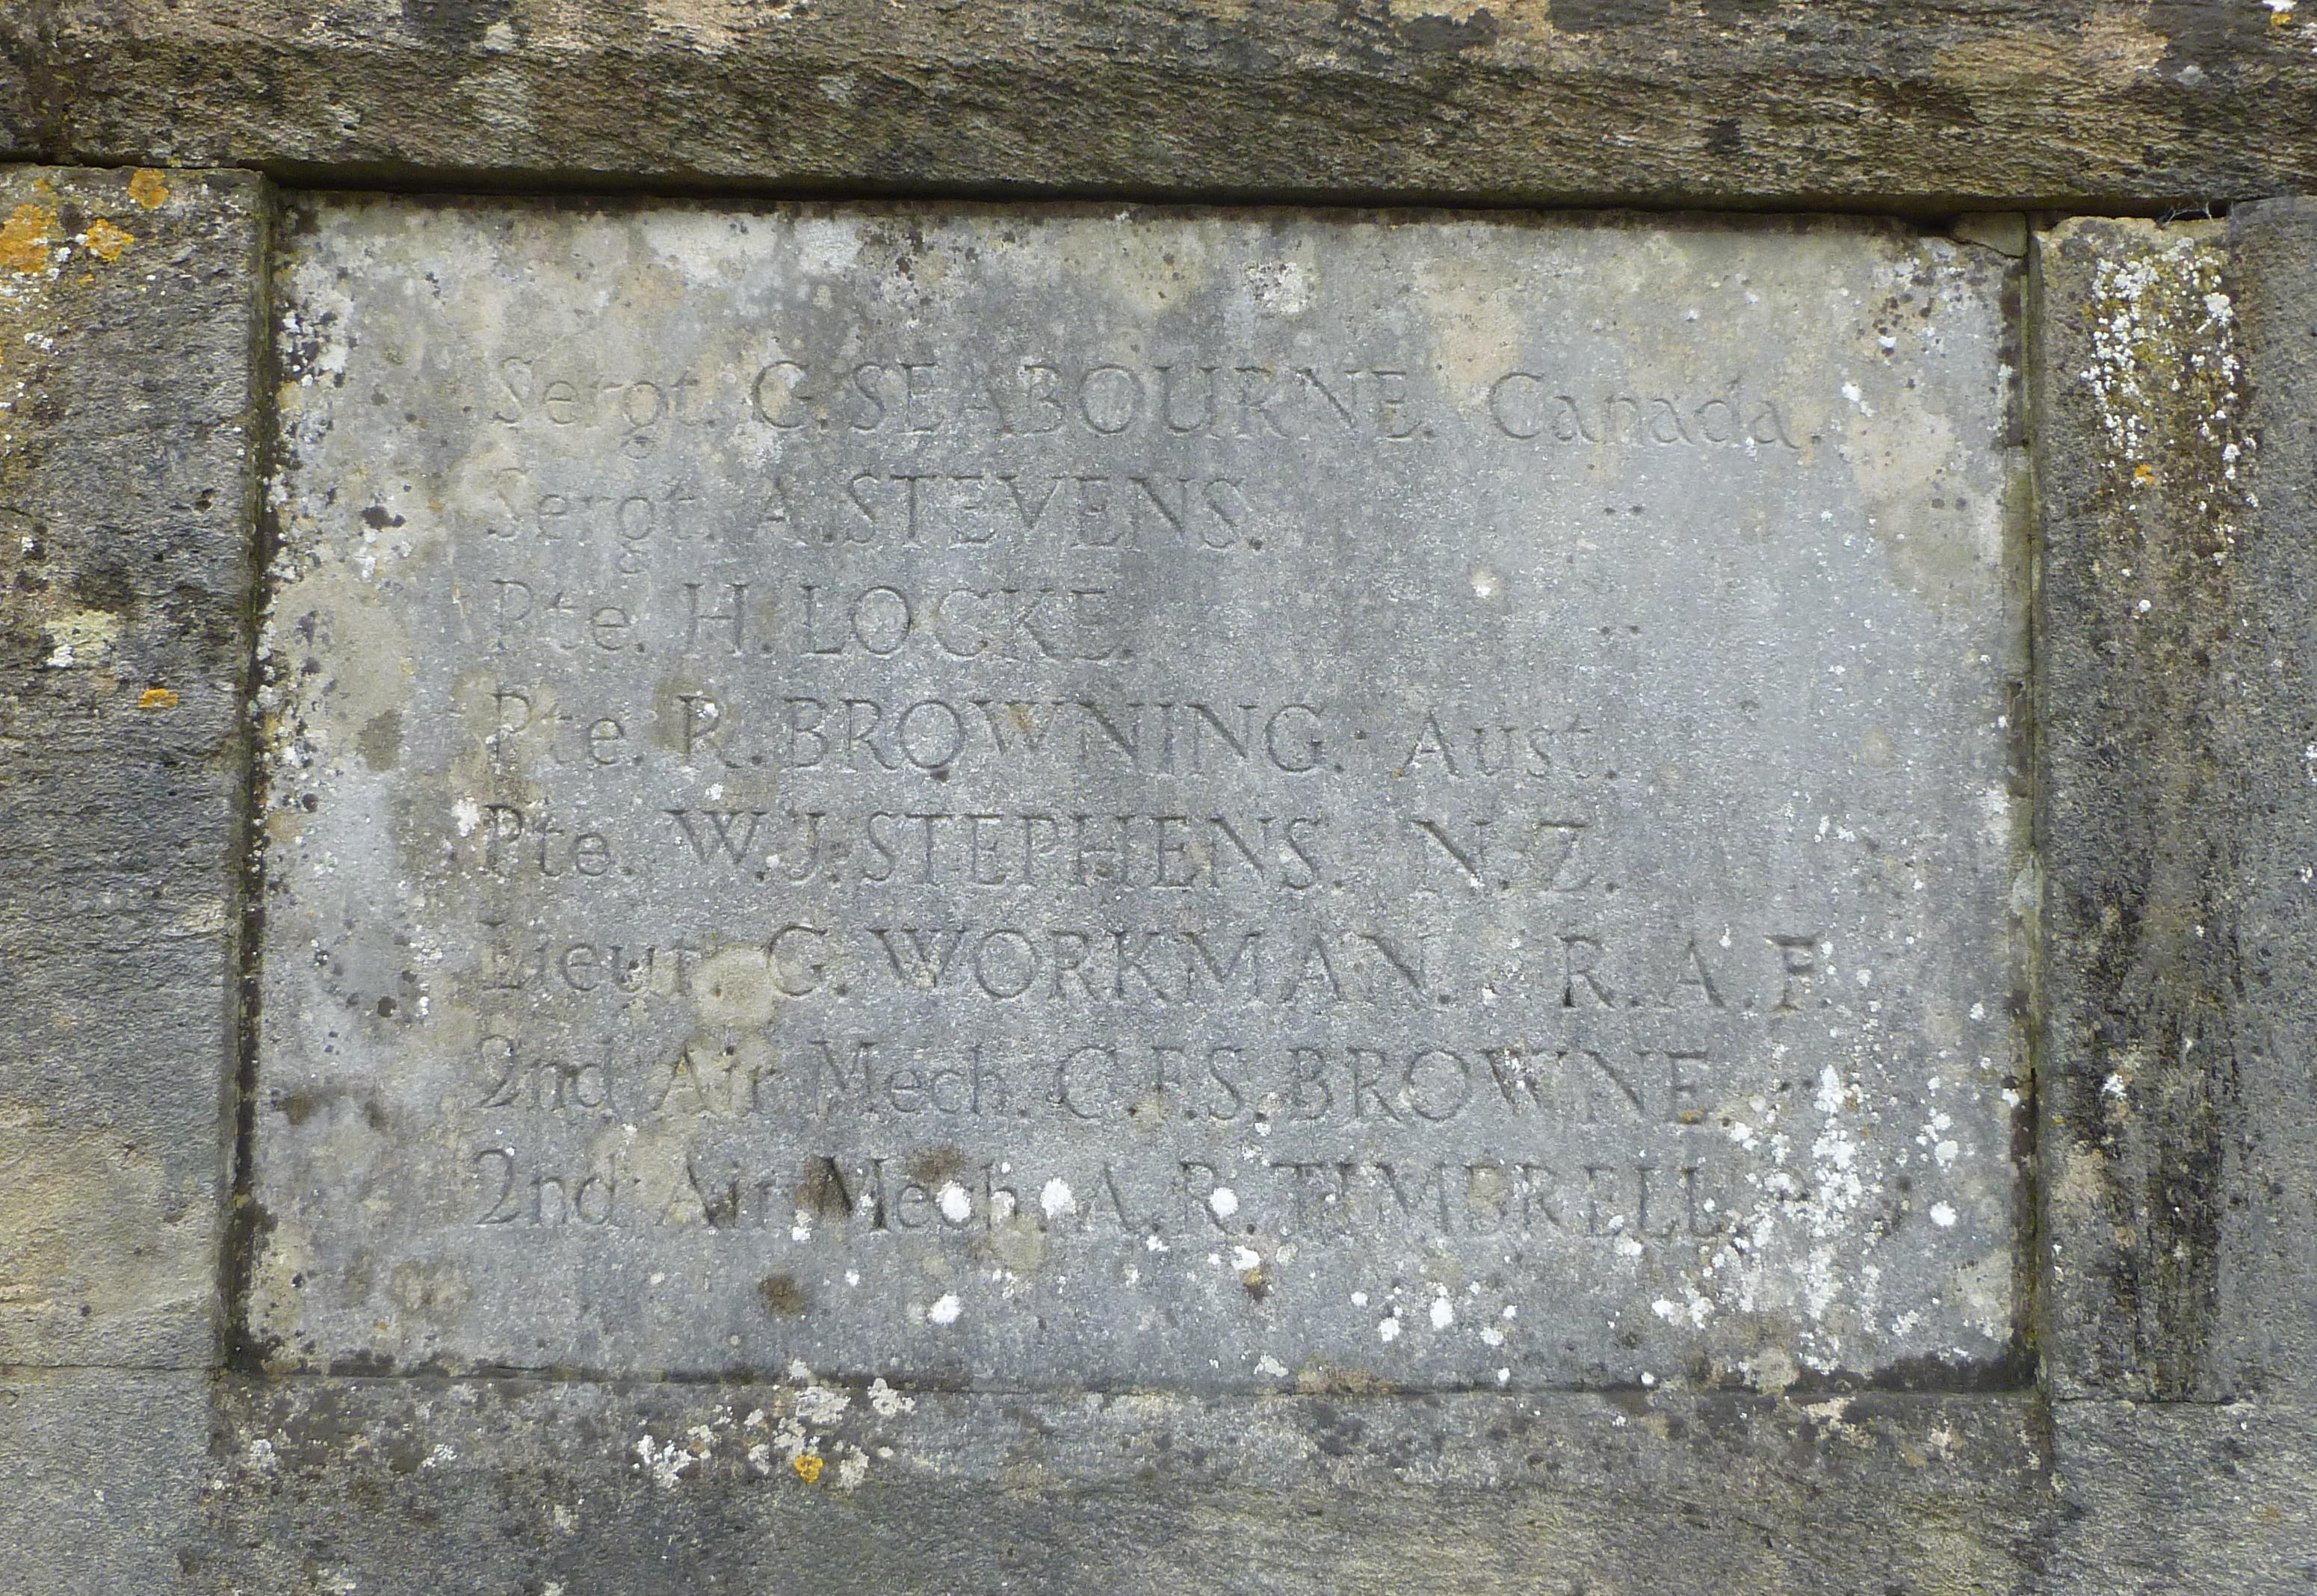 Sergt. G. SEABOURNE. Canada.
Sergt. A. STEVENS. "
Pte. H. LOCKE. "
Pte. R. BROWNING. Aust.
Pte. W. J. STEPHENS. N. Z.
Lieut. G. WORKMAN. R. A. F.
2nd Air Mech. C. F. S. BROWNE "
2nd Air Mech. A. R. TIMBRELL